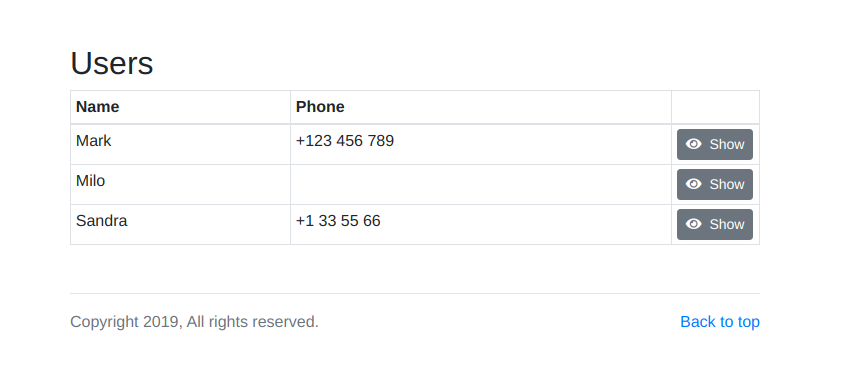 Users
Name Phone
Mark +123 456 789 Show
Milo Show
Sandra +1 33 55 66 Show
Copyright 2019, All rights reserved. Back to top